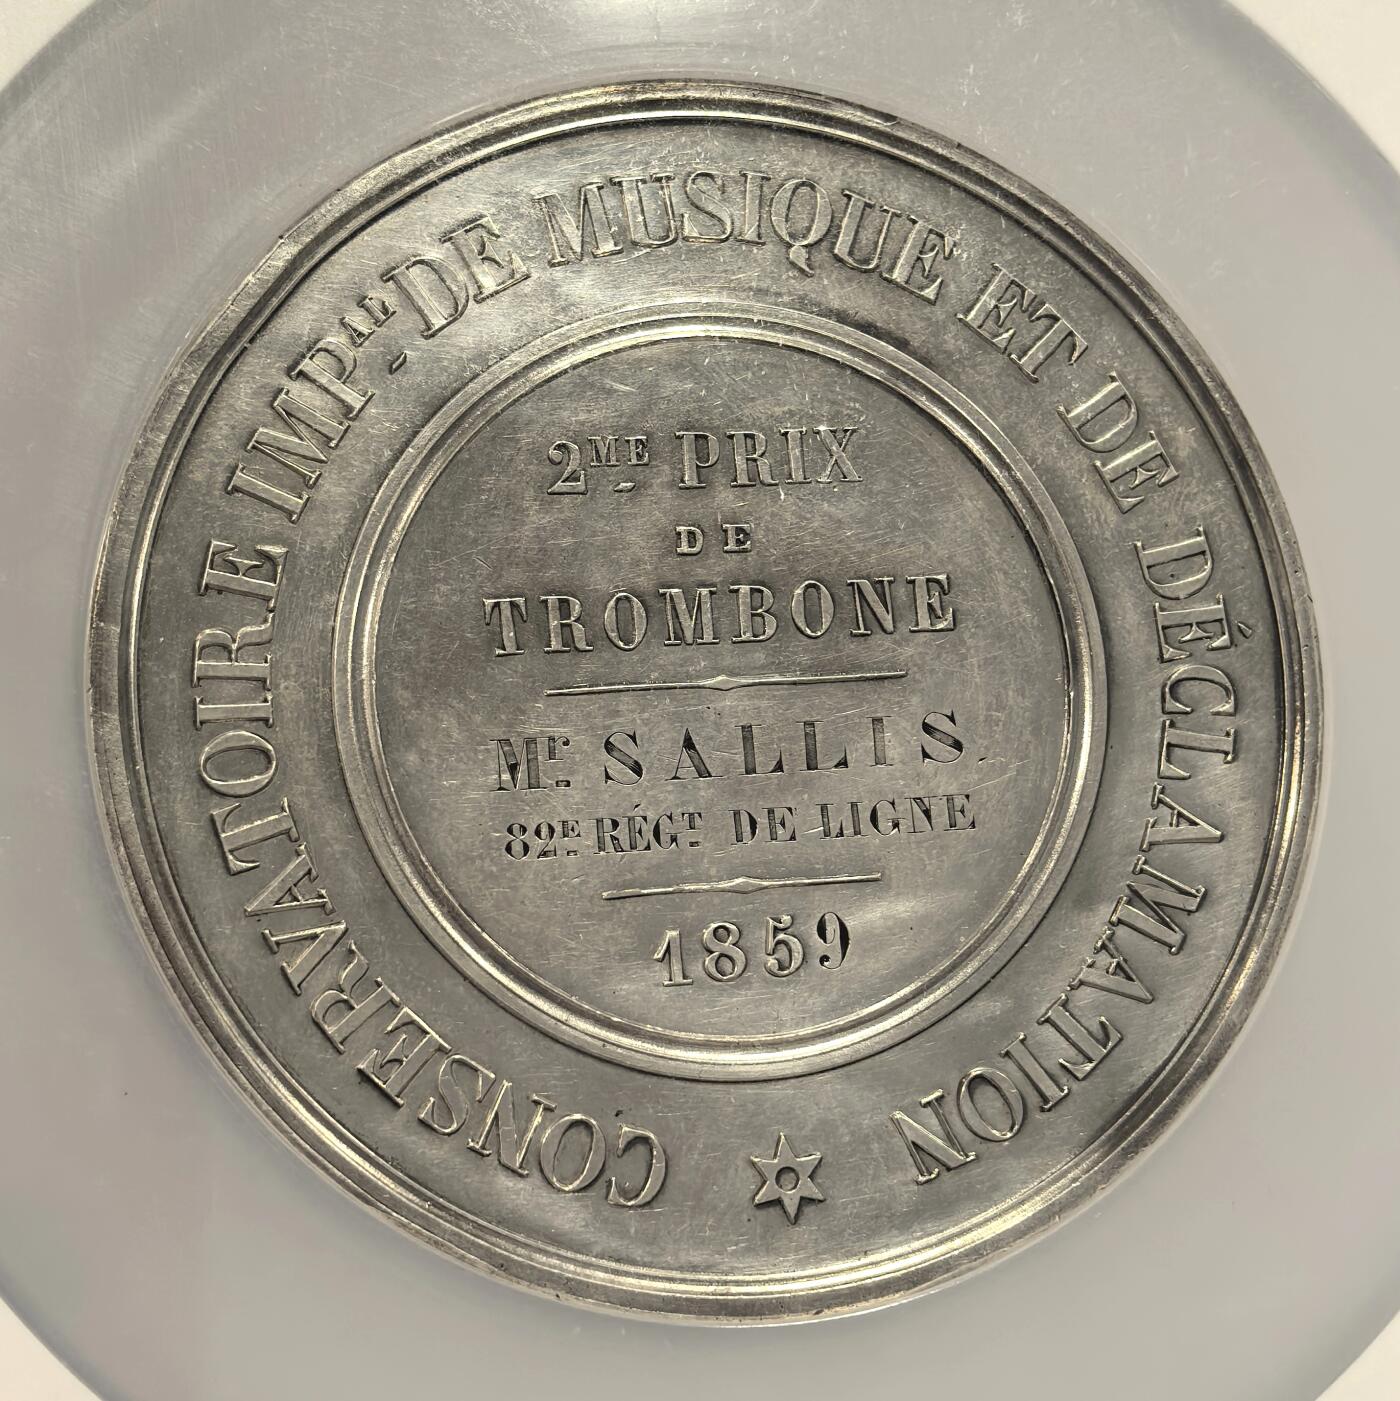 CONSERVATOIRE IMPAL DE MUSIQUE ET DE DÉCLAMATION
2ME PRIX
DE
TROMBONE
Mr. SALLIS.
82E RÉGT DE LIGNE
1859